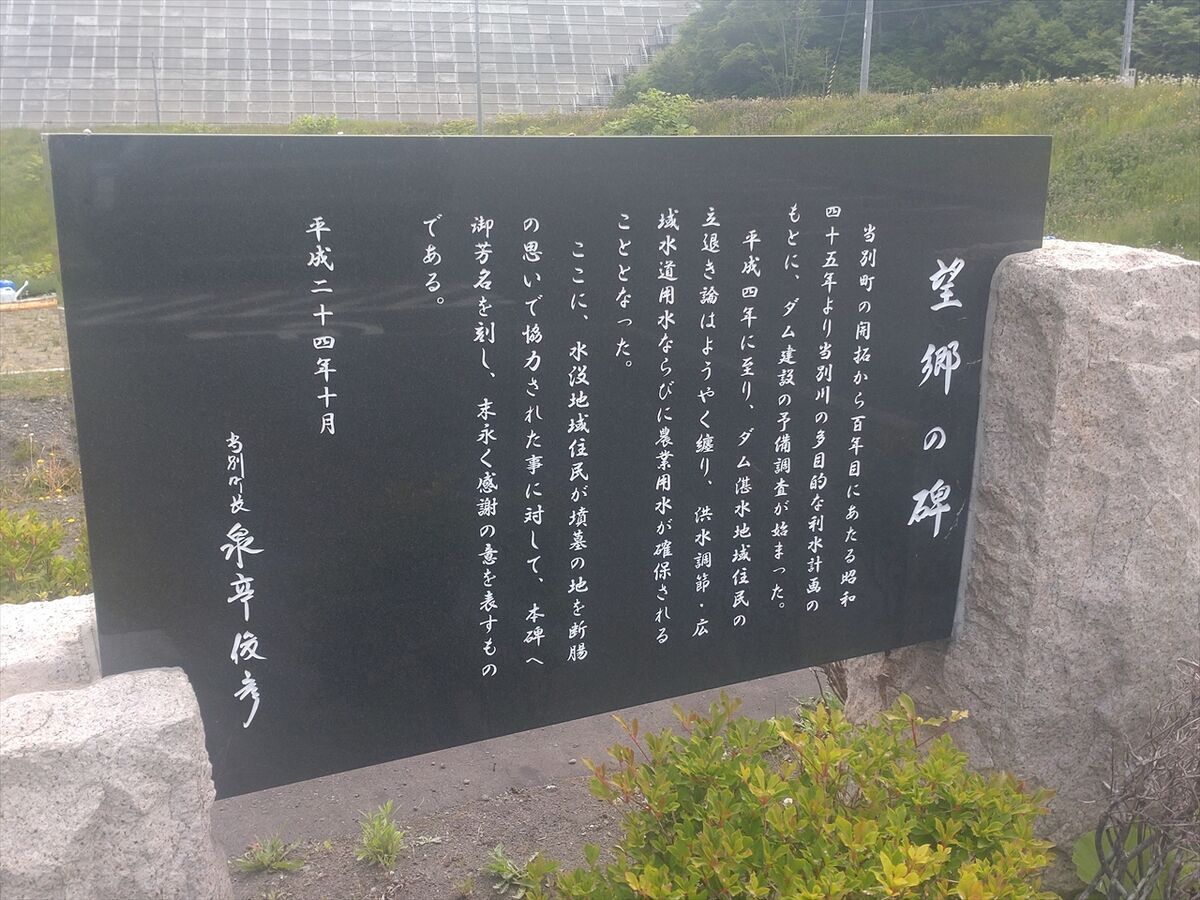 望郷の碑
当別町の開拓から百年目にあたる昭和
四十五年より当別川の多目的な利水計画の
もとに、ダム建設の予備調査が始まった。
平成四年に至り、ダム湛水地域住民の
立退き論はようやく纏り、洪水調節・広
域水道用水ならびに農業用水が確保される
こととなった。
ここに、水没地域住民が墳墓の地を断腸
の思いで協力された事に対して、本碑へ
御芳名を刻し、末永く感謝の意を表すもの
である。
平成二十四年十月
当別町長 泉亭俊彦